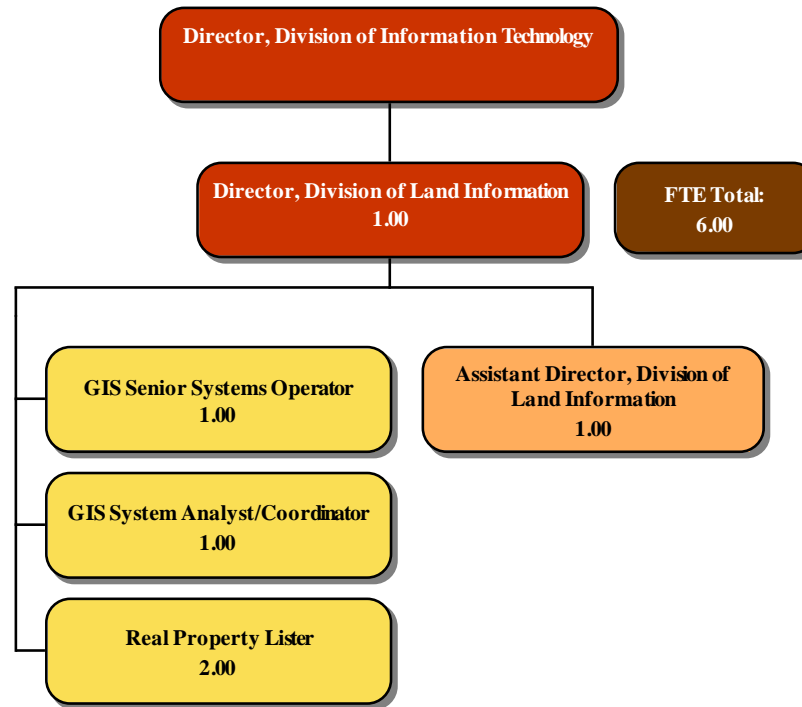 Director, Division of Information Technology
Director, Division of Land Information
1.00
FTE Total:
6.00
GIS Senior Systems Operator
1.00
Assistant Director, Division of
Land Information
1.00
GIS System Analyst/Coordinator
1.00
Real Property Lister
2.00